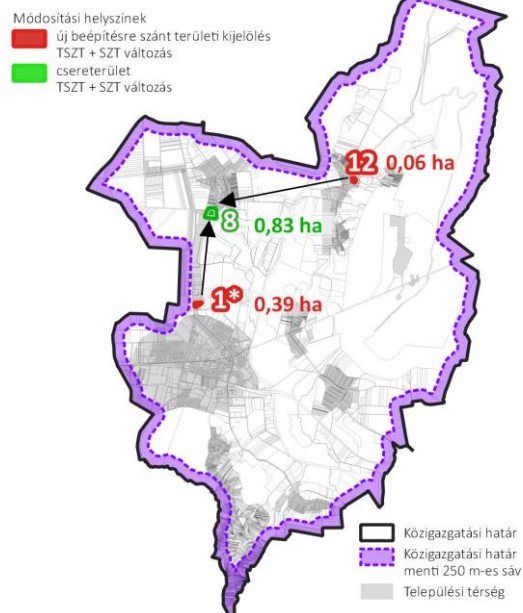 Módosítási helyszínek
új beépítésre szánt területi kijelölés
TSZT + SZT változás
csereterület
TSZT + SZT változás
12 0,06 ha
8 0,83 ha
1* 0,39 ha
Közigazgatási határ
Közigazgatási határ
menti 250 m-es sáv
Települési térség